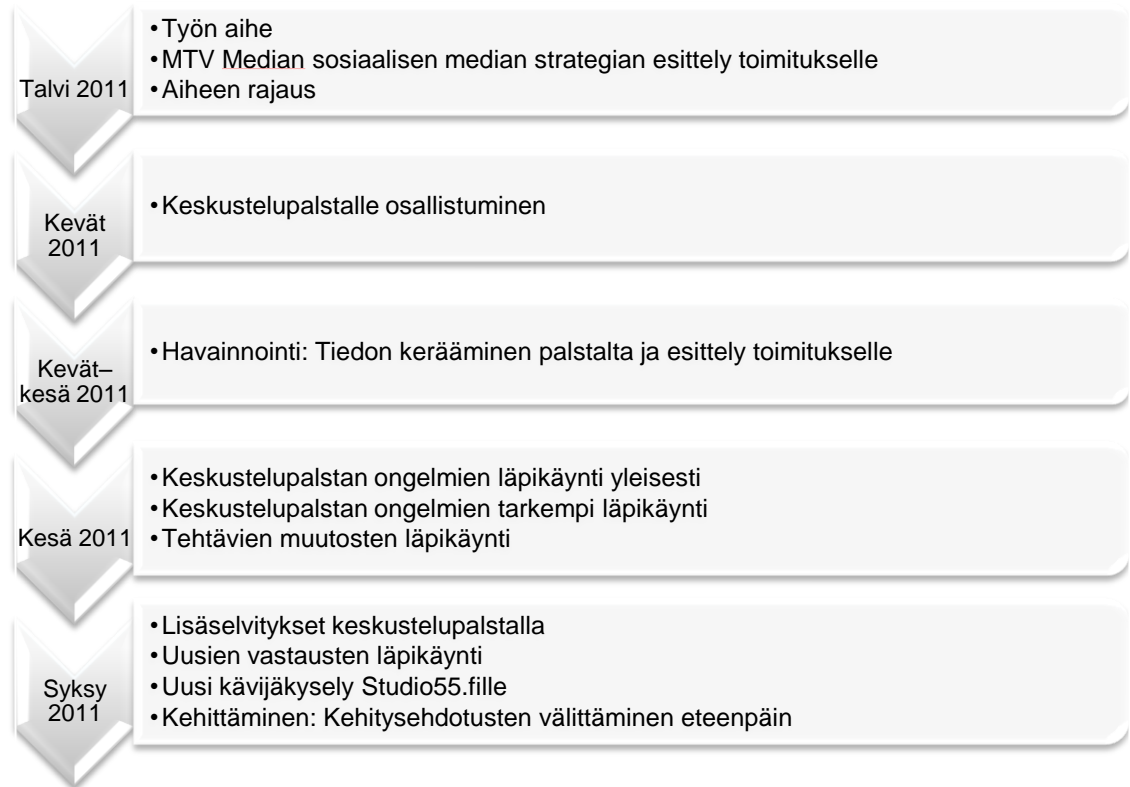 Talvi 2011
•Työn aihe
•MTV Median sosiaalisen median strategian esittely toimitukselle
•Aiheen rajaus
Kevät
2011
•Keskustelupalstalle osallistuminen
Kevät–
kesä 2011
•Havainnointi: Tiedon kerääminen palstalta ja esittely toimitukselle
Kesä 2011
•Keskustelupalstan ongelmien läpikäynti yleisesti
•Keskustelupalstan ongelmien tarkempi läpikäynti
•Tehtävien muutosten läpikäynti
Syksy
2011
•Lisäselvitykset keskustelupalstalla
•Uusien vastausten läpikäynti
•Uusi kävijäkysely Studio55.fille
•Kehittäminen: Kehitysehdotusten välittäminen eteenpäin